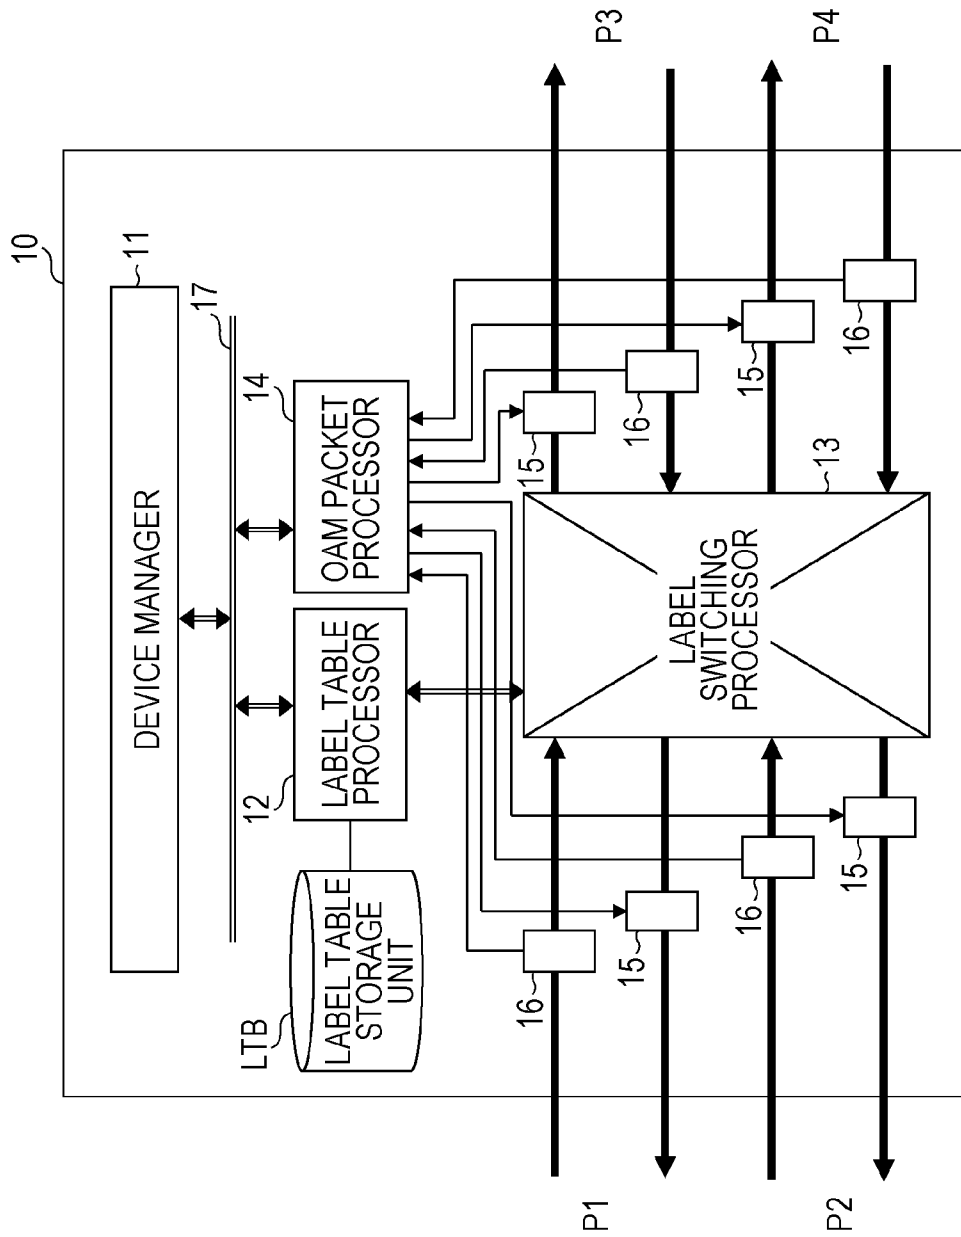 10
11
DEVICE MANAGER
17
LTB
LABEL TABLE
STORAGE
UNIT
12
LABEL TABLE
PROCESSOR
14
OAM PACKET
PROCESSOR
16
15
16
15
15
16
15
16
13
LABEL
SWITCHING
PROCESSOR
P1
P2
P3
P4